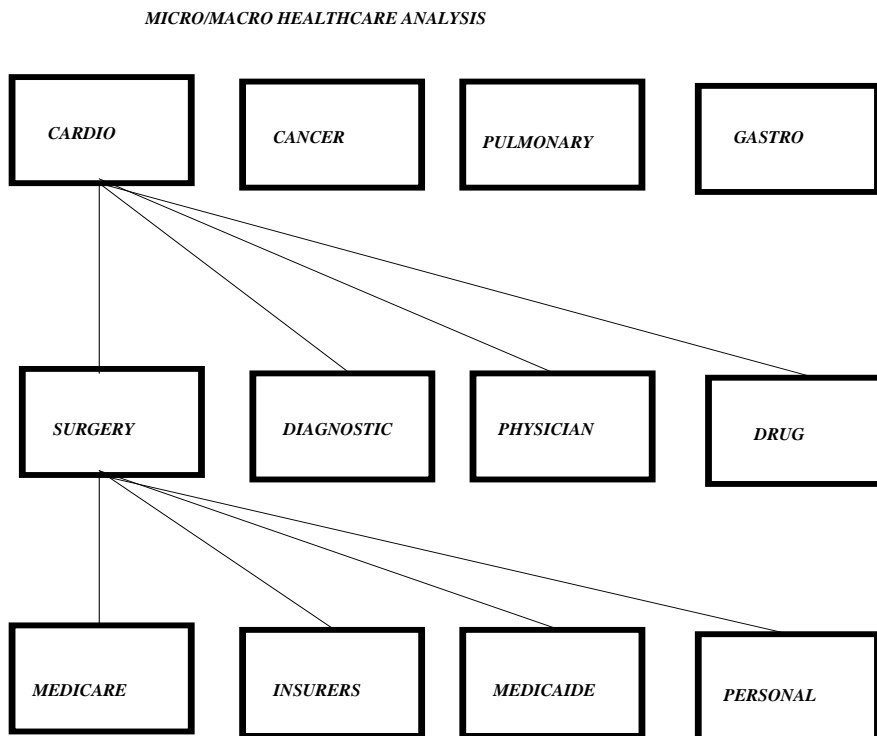 MICRO/MACRO HEALTHCARE ANALYSIS
CARDIO
CANCER
PULMONARY
GASTRO
SURGERY
DIAGNOSTIC
PHYSICIAN
DRUG
MEDICARE
INSURERS
MEDICAIDE
PERSONAL